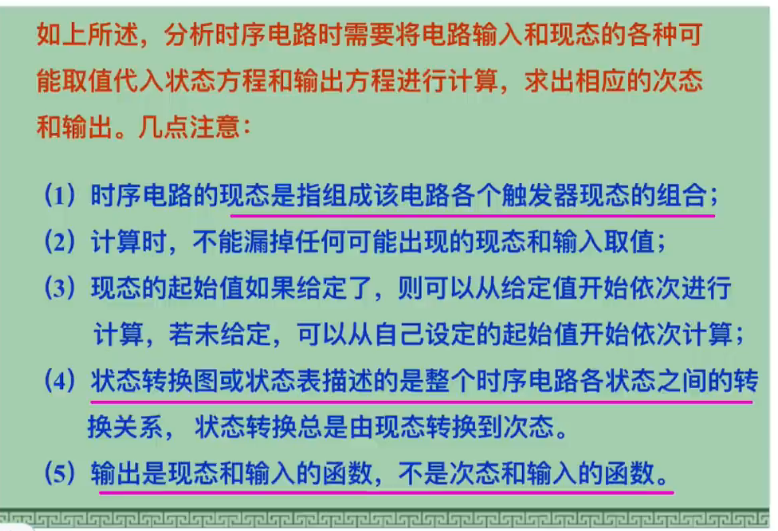 如上所述，分析时序电路时需要将电路输入和现态的各种可
能取值代入状态方程和输出方程进行计算，求出相应的次态
和输出。几点注意：
（1）时序电路的现态是指组成该电路各个触发器现态的组合；
（2）计算时，不能漏掉任何可能出现的现态和输入取值；
（3）现态的起始值如果给定了，则可以从给定值开始依次进行
计算，若未给定，可以从自己设定的起始值开始依次计算；
（4）状态转换图或状态表描述的是整个时序电路各状态之间的转
换关系， 状态转换总是由现态转换到次态。
（5）输出是现态和输入的函数，不是次态和输入的函数。